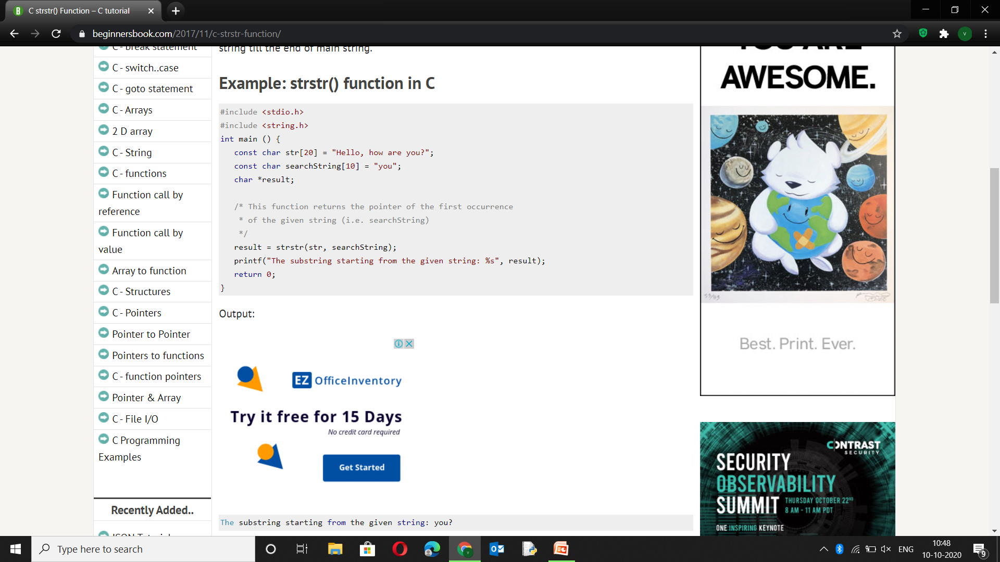 C strstr() Function – C tutorial
beginnersbook.com/2017/11/c-strstr-function/
C - break statement
C - switch..case
C - goto statement
C - Arrays
2 D array
C - String
C - functions
Function call by
reference
Function call by
value
Array to function
C - Structures
C - Pointers
Pointer to Pointer
Pointers to functions
C - function pointers
Pointer & Array
C - File I/O
C Programming
Examples
Recently Added..
JSON Tutorial
string till the end of main string.
Example: strstr() function in C
#include <stdio.h>
#include <string.h>
int main () {
const char str[20] = "Hello, how are you?";
const char searchString[10] = "you";
char *result;
/* This function returns the pointer of the first occurrence
* of the given string (i.e. searchString)
*/
result = strstr(str, searchString);
printf("The substring starting from the given string: %s", result);
return 0;
}
Output:
EZ OfficeInventory
Try it free for 15 Days
No credit card required
Get Started
The substring starting from the given string: you?
YOU ARE
AWESOME.
53/93
Best. Print. Ever.
CONTRAST
SECURITY
SECURITY
OBSERVABILITY
SUMMIT
THURSDAY OCTOBER 22ND
8 AM - 11 AM PDT
ONE INSPIRING KEYNOTE
Type here to search
ENG
10:48
10-10-2020
9